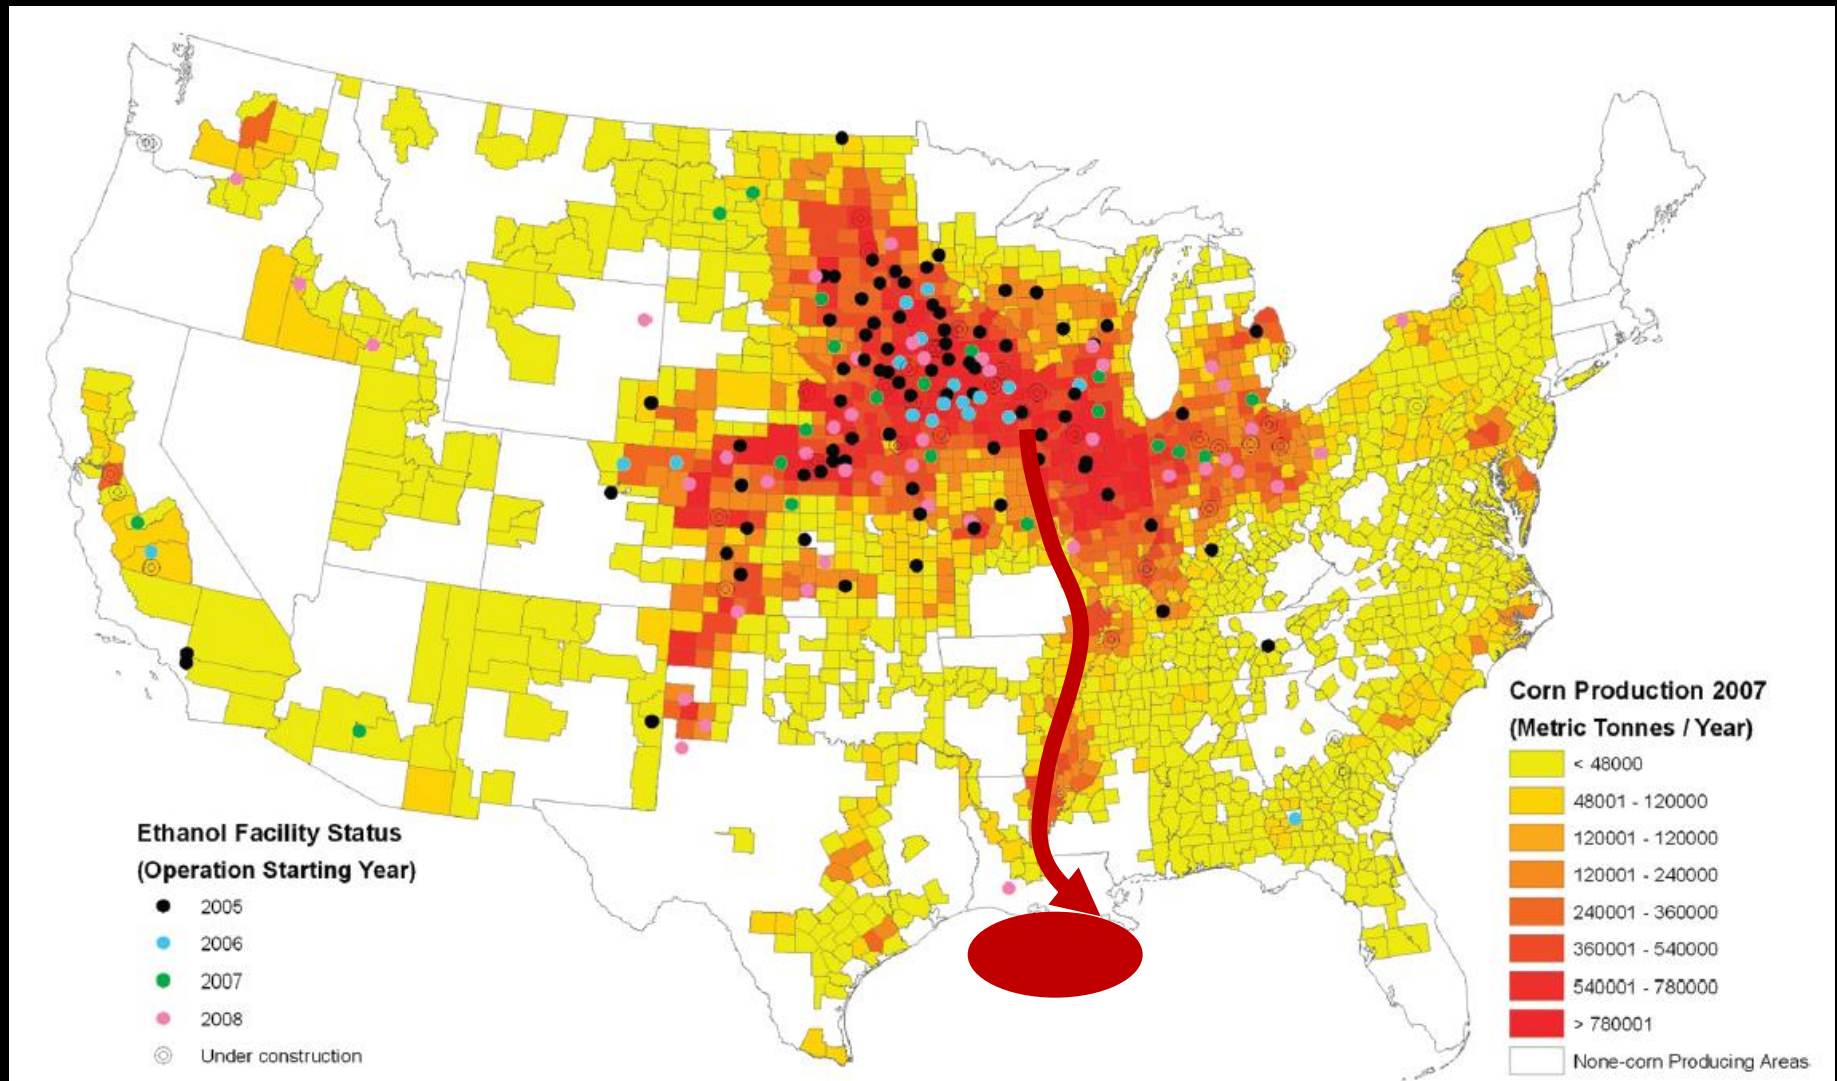 Ethanol Facility Status
(Operation Starting Year)
2005
2006
2007
2008
Under construction
Corn Production 2007
(Metric Tonnes / Year)
< 48000
48001 - 120000
120001 - 120000
120001 - 240000
240001 - 360000
360001 - 540000
540001 - 780000
> 780001
None-corn Producing Areas